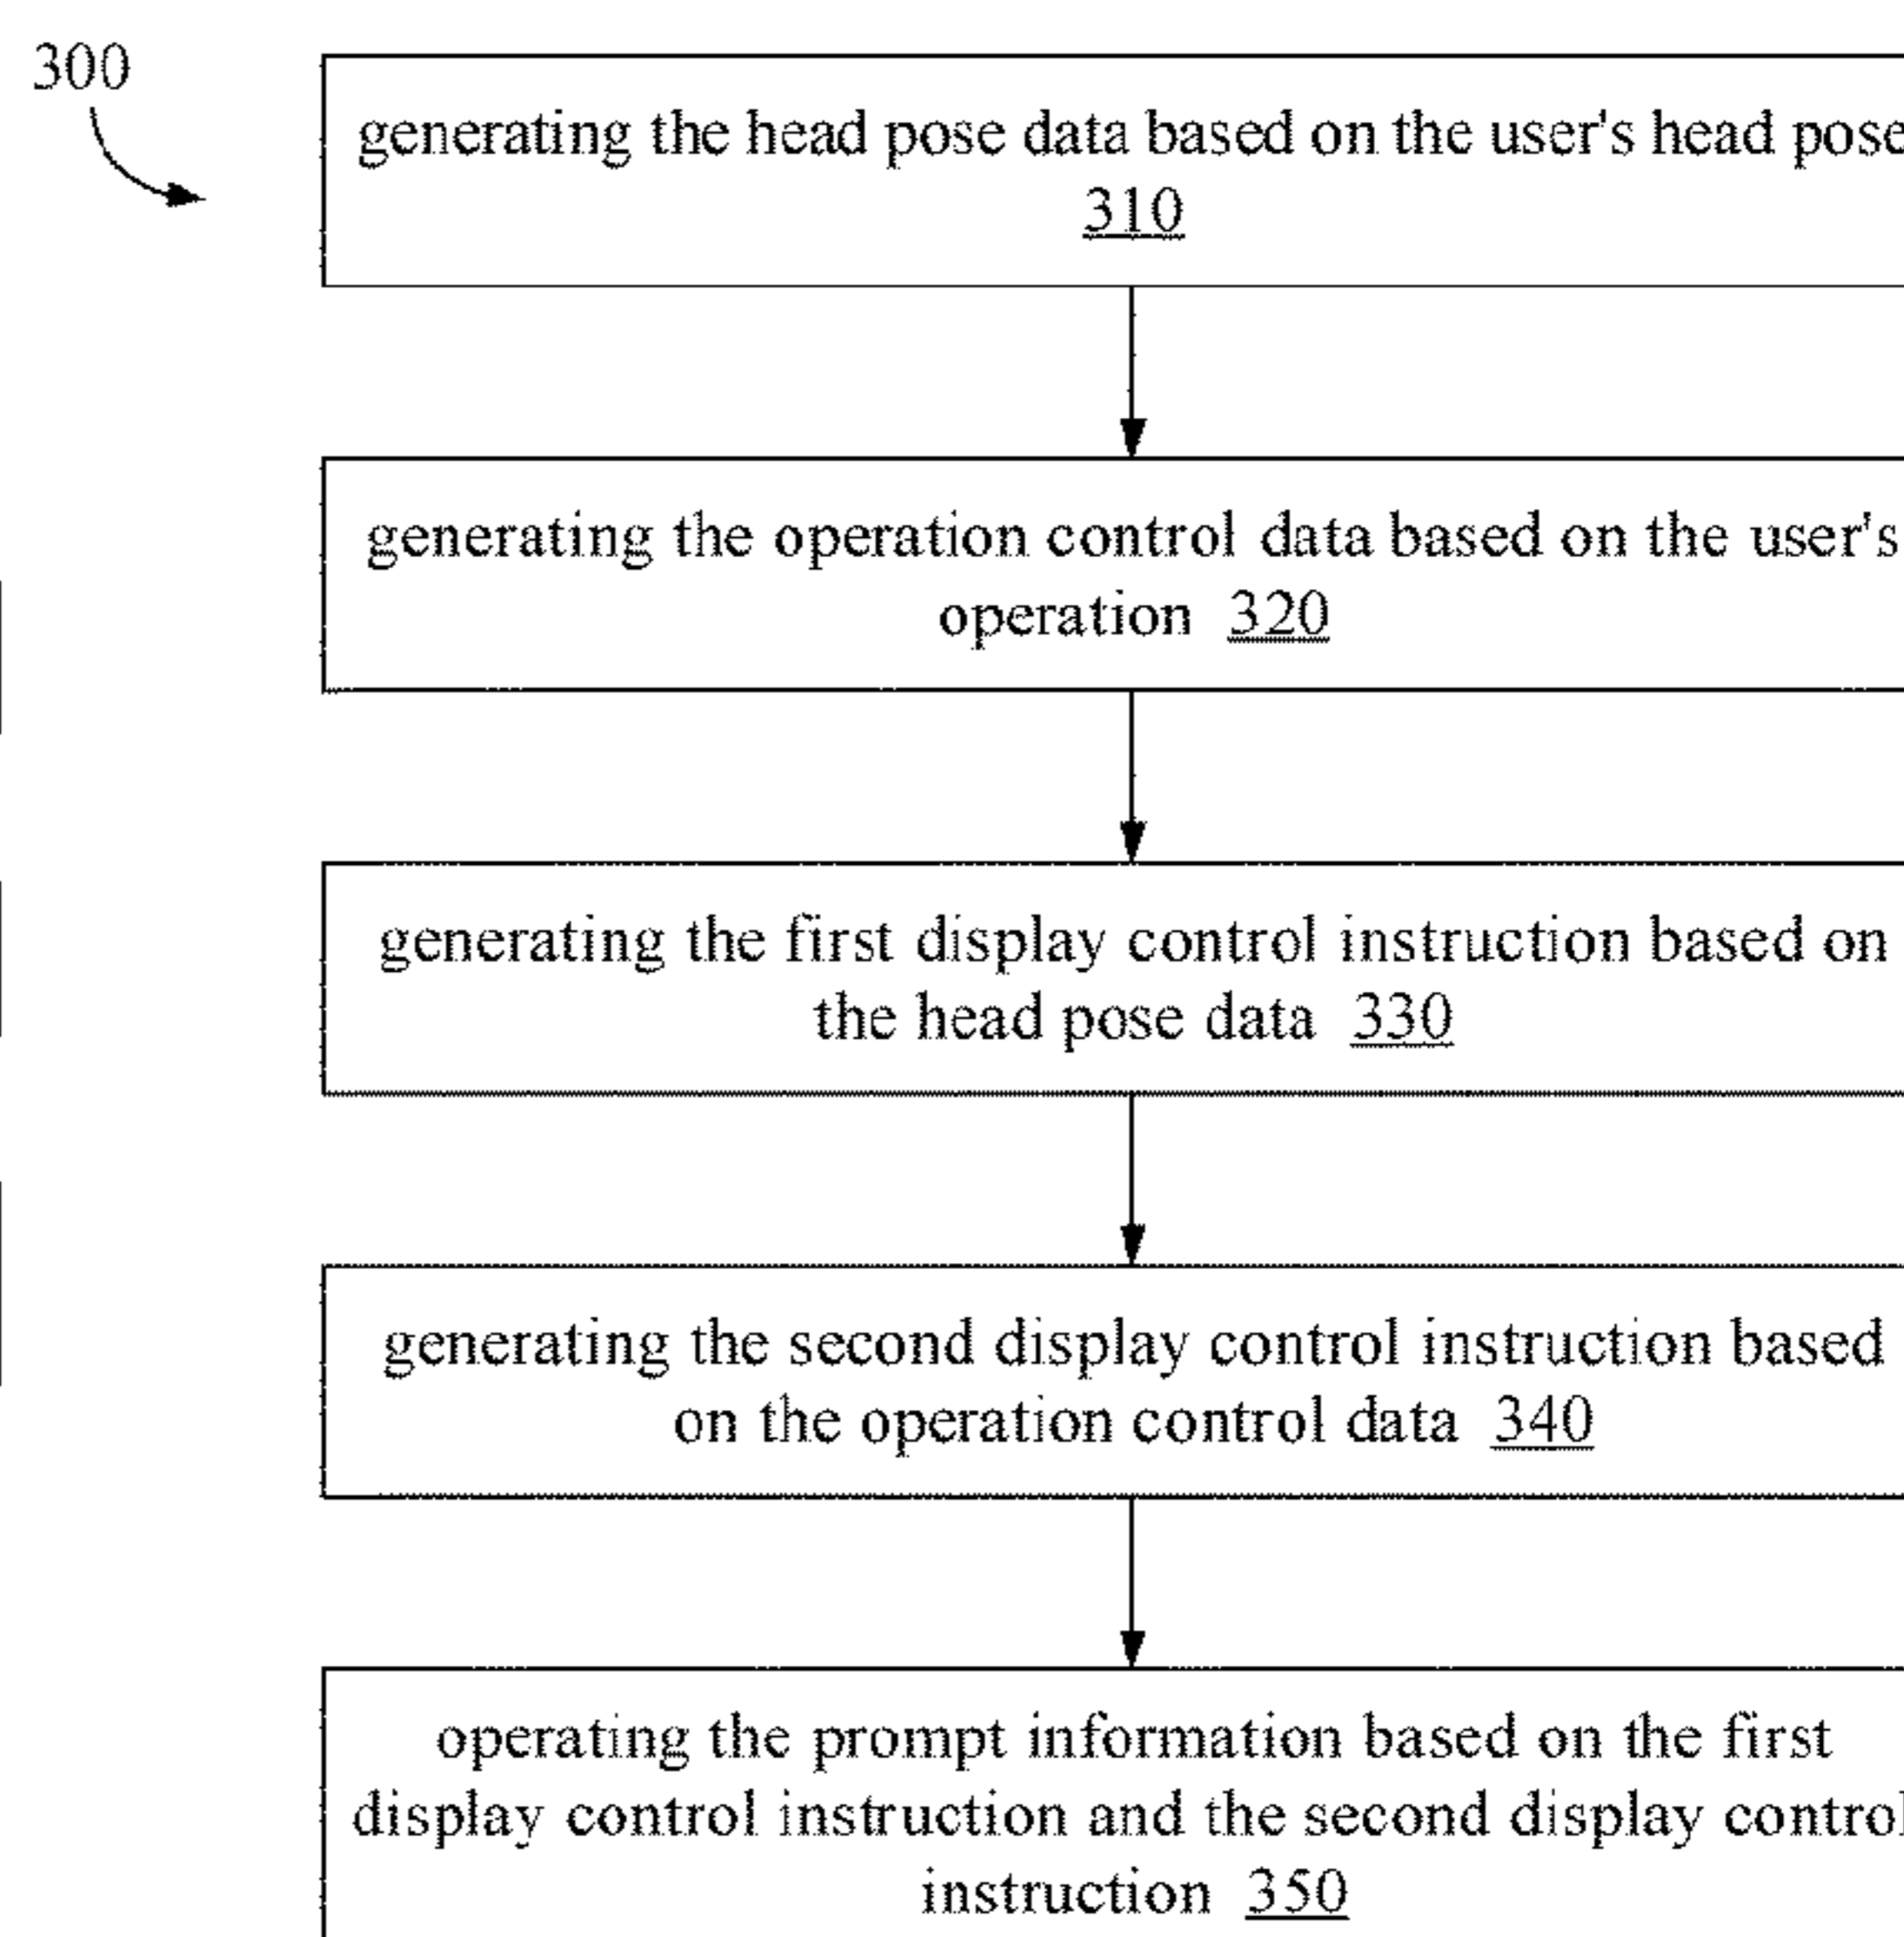 300
generating the head pose data based on the user's head pose
310
generating the operation control data based on the user's
operation 320
generating the first display control instruction based on
the head pose data 330
generating the second display control instruction based
on the operation control data 340
operating the prompt information based on the first
display control instruction and the second display control
instruction 350